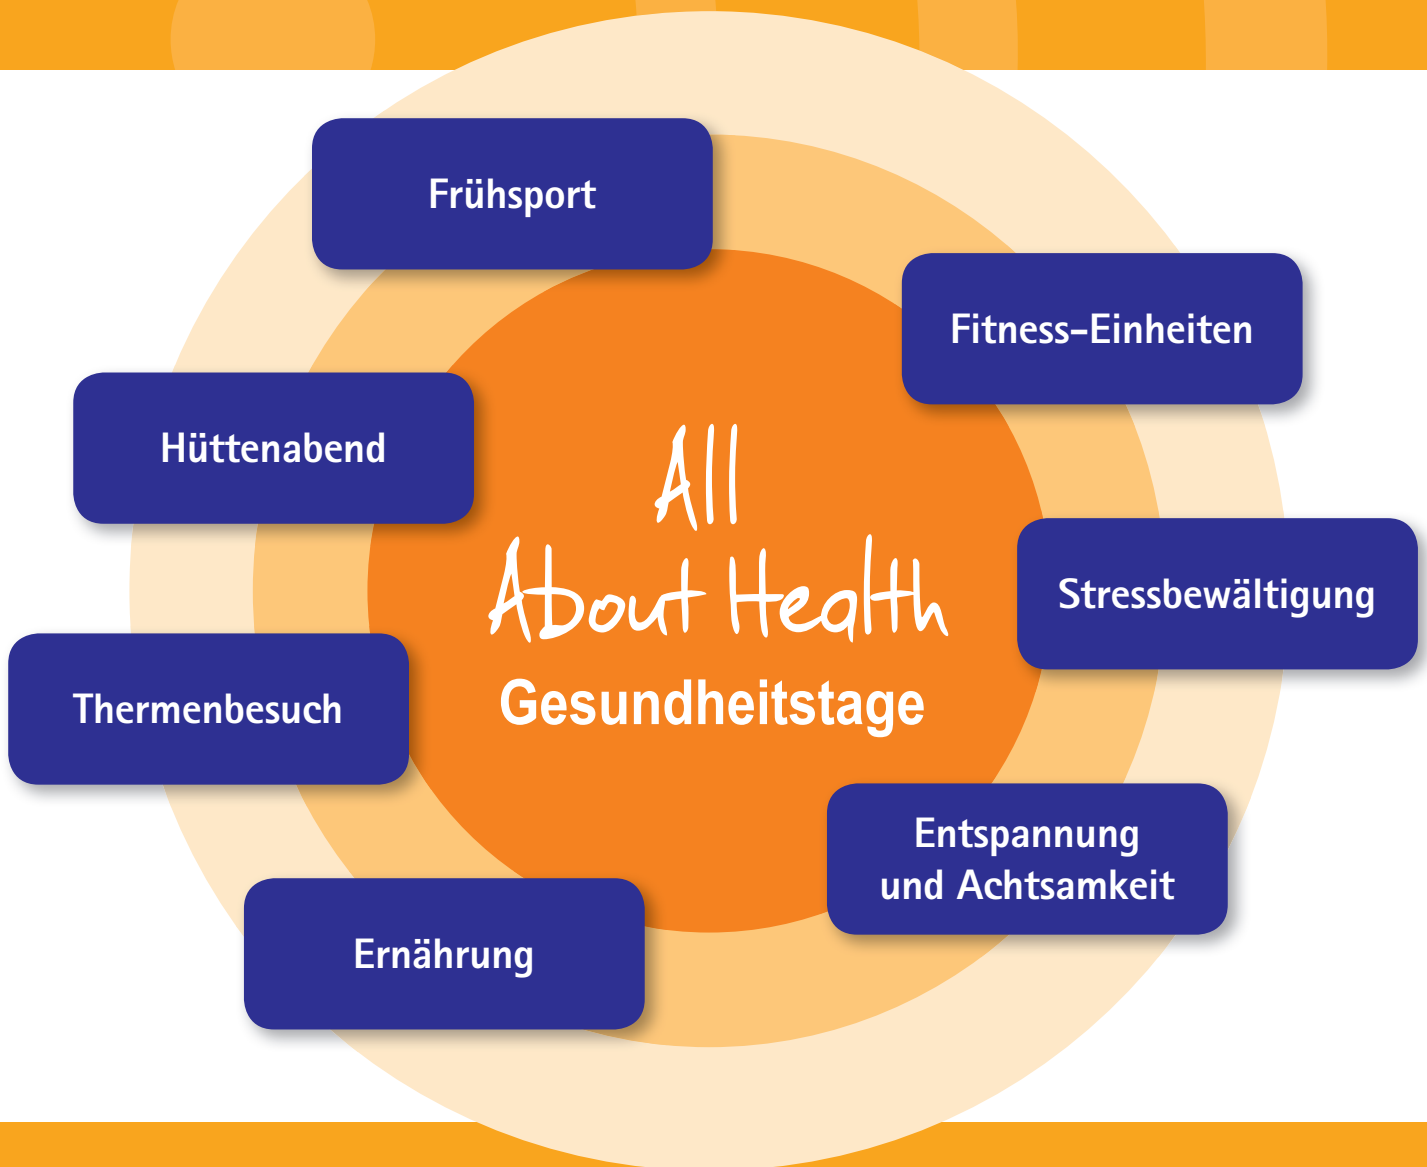 Frühsport
Fitness-Einheiten
Hüttenabend
All
About Health
Gesundheitstage
Stressbewältigung
Thermenbesuch
Entspannung
und Achtsamkeit
Ernährung